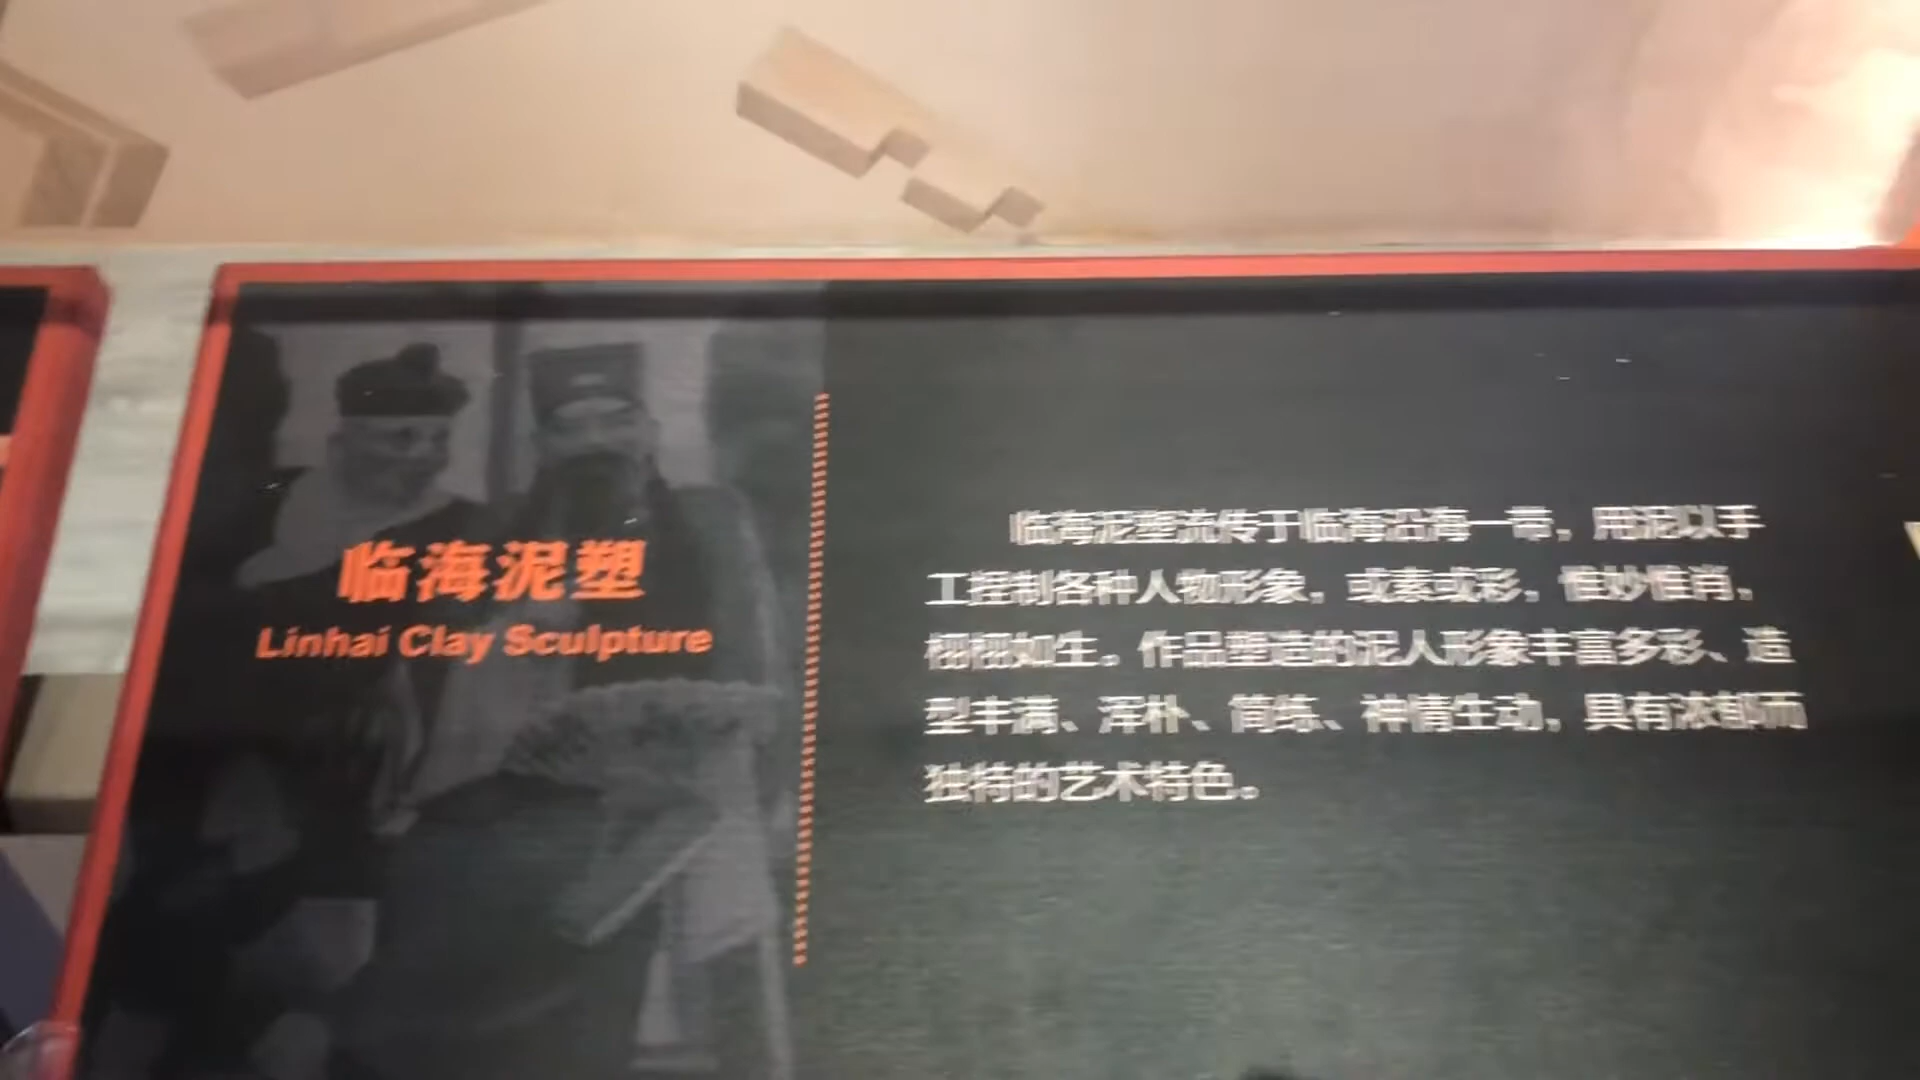 临海泥塑
Linhai Clay Sculpture
临海泥塑流传于临海沿海一带，用泥以手
工捏制各种人物形象，或素或彩，惟妙惟肖，
栩栩如生。作品塑造的泥人形象丰富多彩、造
型丰满、浑朴、简练、神情生动，具有浓郁而
独特的艺术特色。